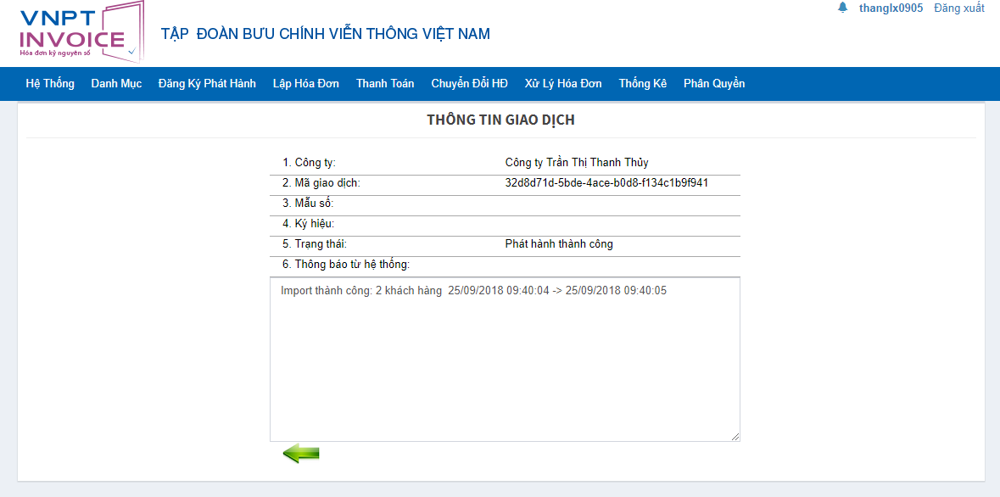 VNPT
INVOICE
Hóa đơn kỷ nguyên số
TẬP ĐOÀN BƯU CHÍNH VIỄN THÔNG VIỆT NAM
thanglx0905 Đăng xuất
Hệ Thống Danh Mục Đăng Ký Phát Hành Lập Hóa Đơn Thanh Toán Chuyển Đổi HĐ Xử Lý Hóa Đơn Thống Kê Phân Quyền
THÔNG TIN GIAO DỊCH
1. Công ty: Công ty Trần Thị Thanh Thủy
2. Mã giao dịch: 32d8d71d-5bde-4ace-b0d8-f134c1b9f941
3. Mẫu số:
4. Ký hiệu:
5. Trạng thái: Phát hành thành công
6. Thông báo từ hệ thống:
Import thành công: 2 khách hàng 25/09/2018 09:40:04 -> 25/09/2018 09:40:05